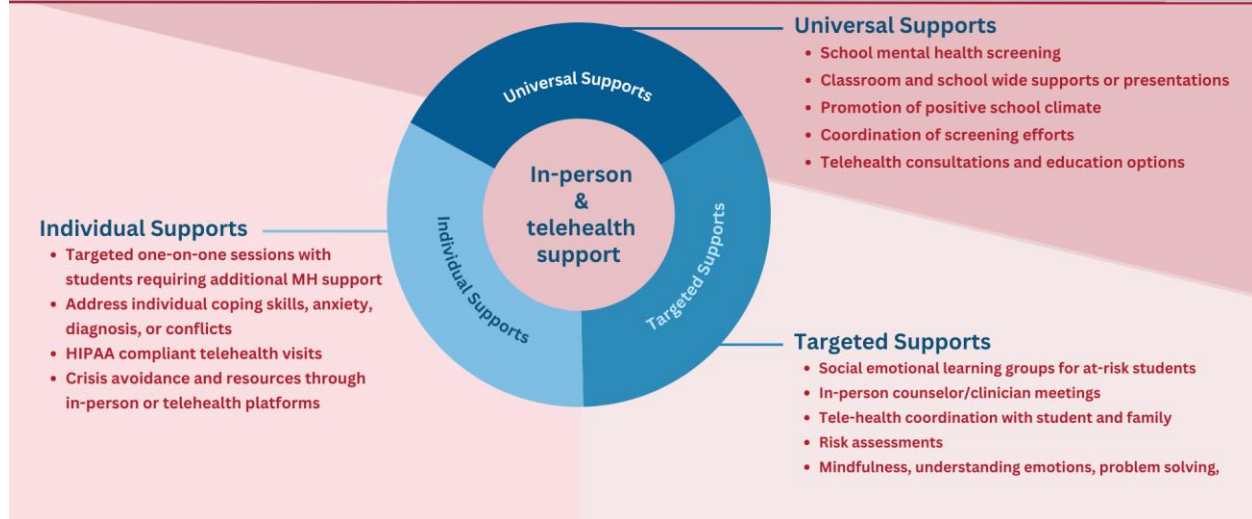 Universal Supports
• School mental health screening
• Classroom and school wide supports or presentations
• Promotion of positive school climate
• Coordination of screening efforts
• Telehealth consultations and education options
Universal Supports
In-person
&
telehealth
support
Individual Supports
Targeted Supports
Individual Supports
• Targeted one-on-one sessions with
students requiring additional MH support
• Address individual coping skills, anxiety,
diagnosis, or conflicts
• HIPAA compliant telehealth visits
• Crisis avoidance and resources through
in-person or telehealth platforms
Targeted Supports
• Social emotional learning groups for at-risk students
• In-person counselor/clinician meetings
• Tele-health coordination with student and family
• Risk assessments
• Mindfulness, understanding emotions, problem solving,